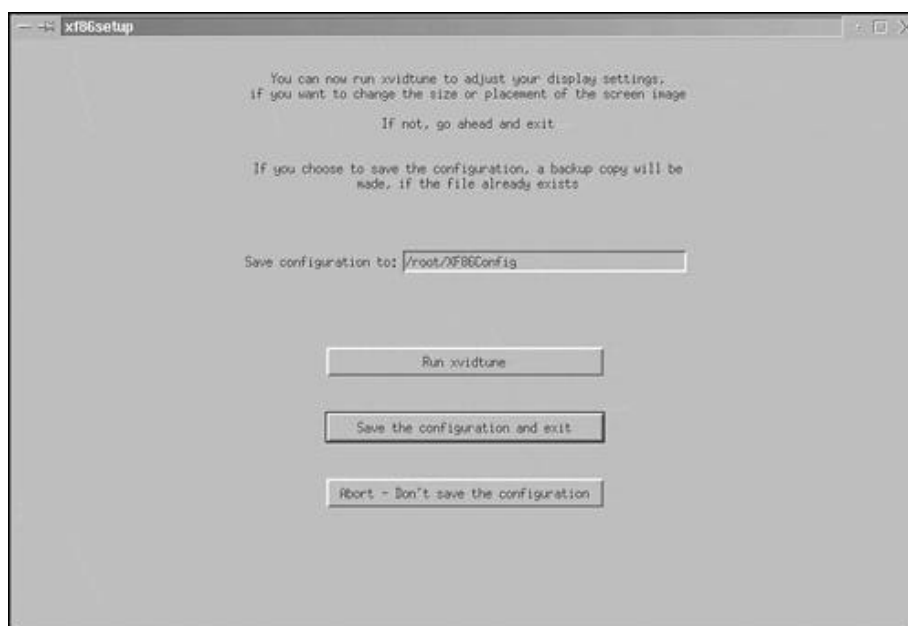 xf86setup
You can now run xvidtune to adjust your display settings,
if you want to change the size or placement of the screen image
If not, go ahead and exit
If you choose to save the configuration, a backup copy will be
made, if the file already exists
Save configuration to: /root/XF86Config
Run xvidtune
Save the configuration and exit
Abort - Don't save the configuration